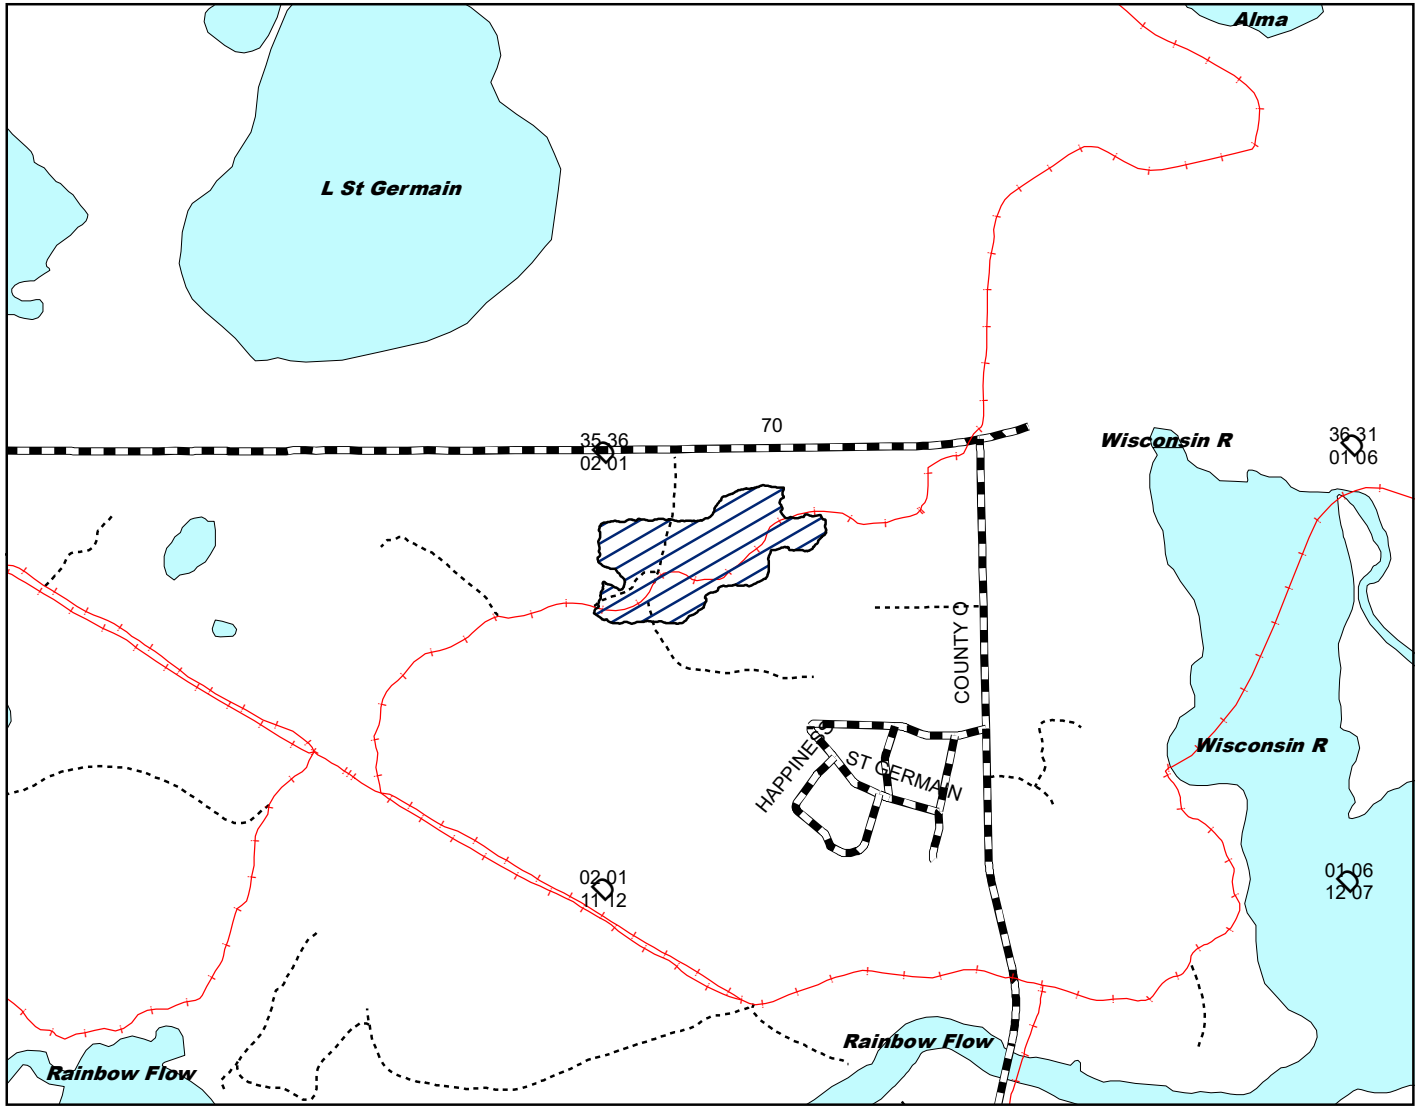 Alma
L St Germain
70
35 36
02 01
Wisconsin R
36 31
01 06
COUNTY O
Wisconsin R
HAPPINESS
ST GERMAIN
02 01
11 12
01 06
12 07
Rainbow Flow
Rainbow Flow